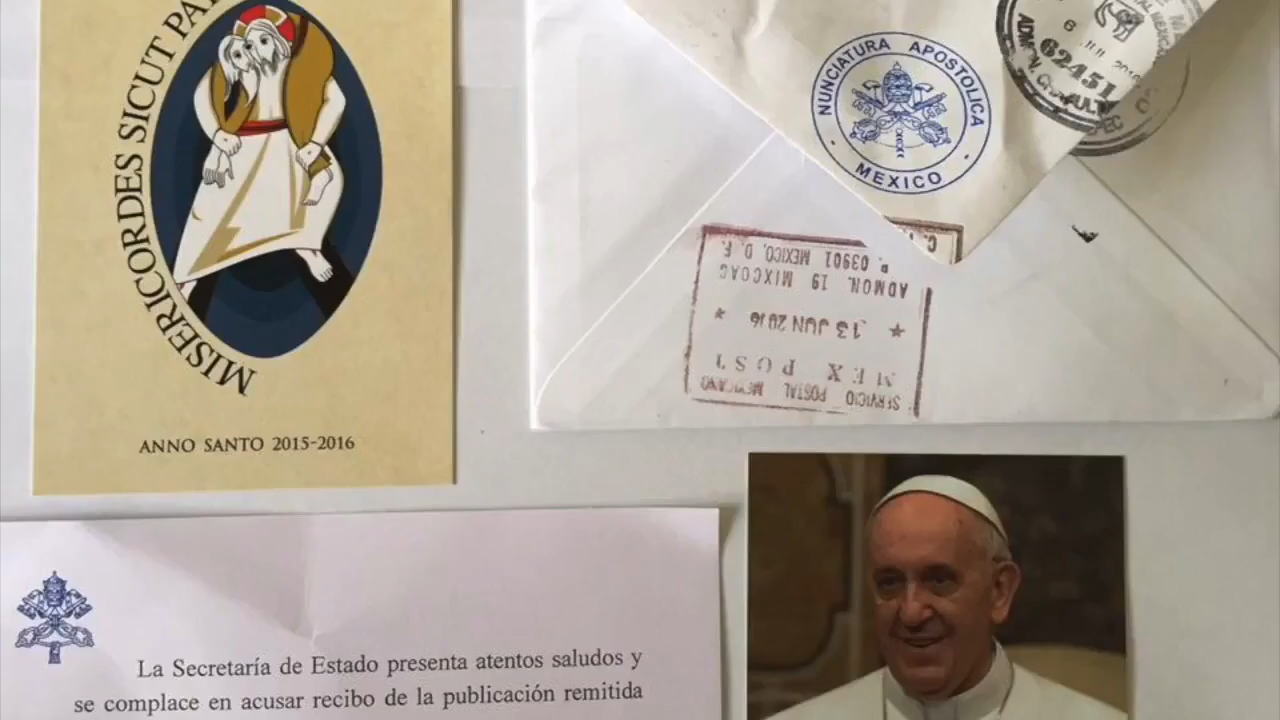 MISERICORDES SICUT PA
ANNO SANTO 2015-2016
NUNCIATURA APOSTOLICA
· MEXICO ·
6 JUL
62451
SERVICIO POSTAL MEXICANO
MEX POST
★ 13 JUN 2016 ★
ADMON. 19 MIXCOAC
P. 03901 MEXICO, D. F.
La Secretaría de Estado presenta atentos saludos y
se complace en acusar recibo de la publicación remitida